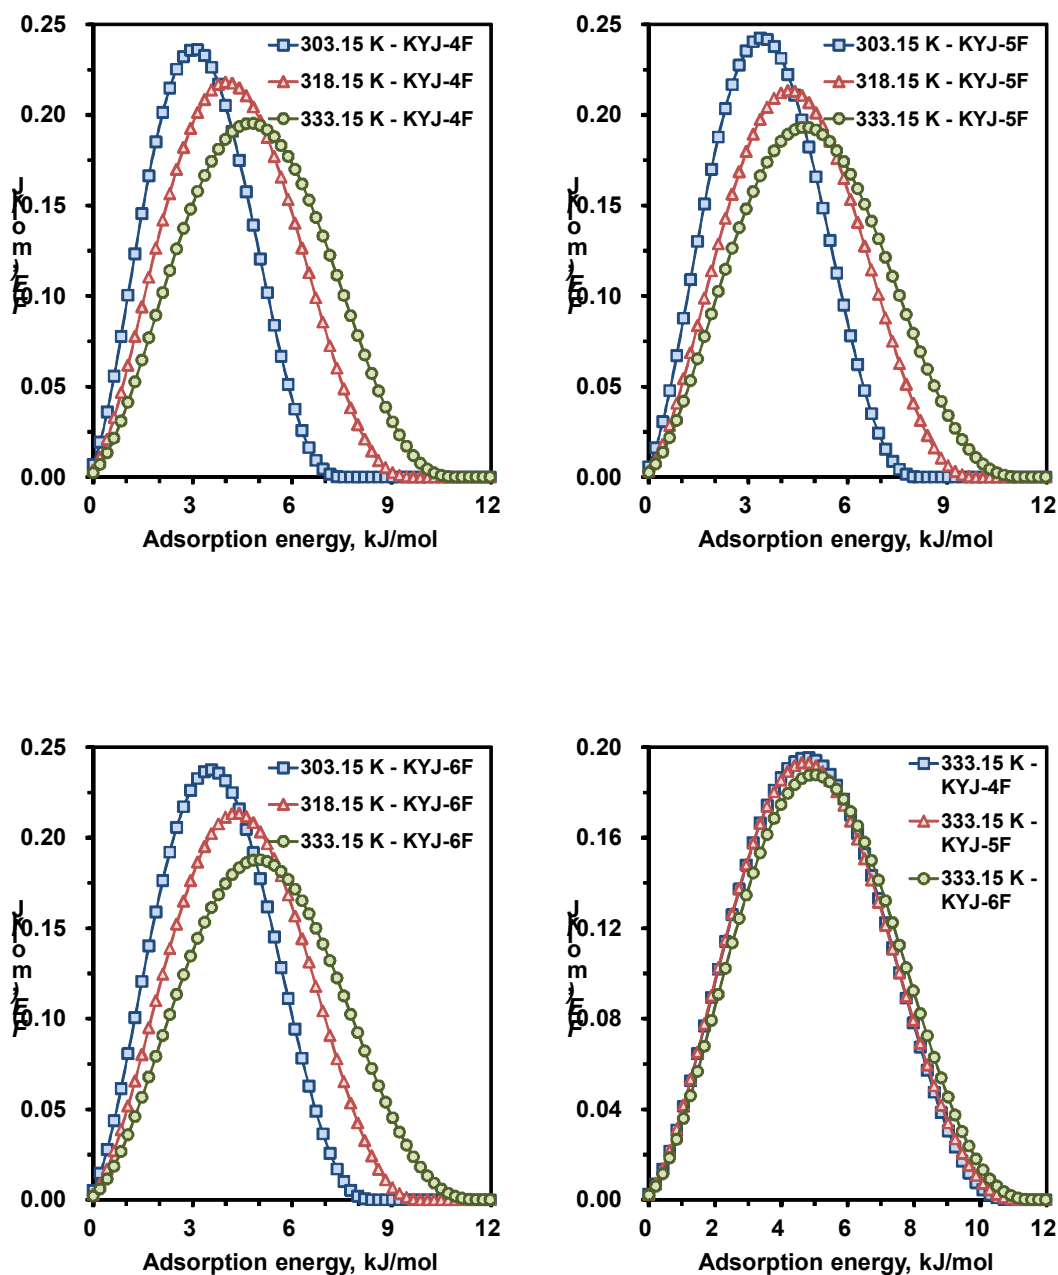 0.25
0.20
0.15
0.10
0.05
0.00
303.15 K - KYJ-4F
318.15 K - KYJ-4F
333.15 K - KYJ-4F
0 3 6 9 12
Adsorption energy, kJ/mol
0.25
0.20
0.15
0.10
0.05
0.00
303.15 K - KYJ-5F
318.15 K - KYJ-5F
333.15 K - KYJ-5F
0 3 6 9 12
Adsorption energy, kJ/mol
0.25
0.20
0.15
0.10
0.05
0.00
303.15 K - KYJ-6F
318.15 K - KYJ-6F
333.15 K - KYJ-6F
0 3 6 9 12
Adsorption energy, kJ/mol
0.20
0.16
0.12
0.08
0.04
0.00
333.15 K -
KYJ-4F
333.15 K -
KYJ-5F
333.15 K -
KYJ-6F
0 2 4 6 8 10 12
Adsorption energy, kJ/mol